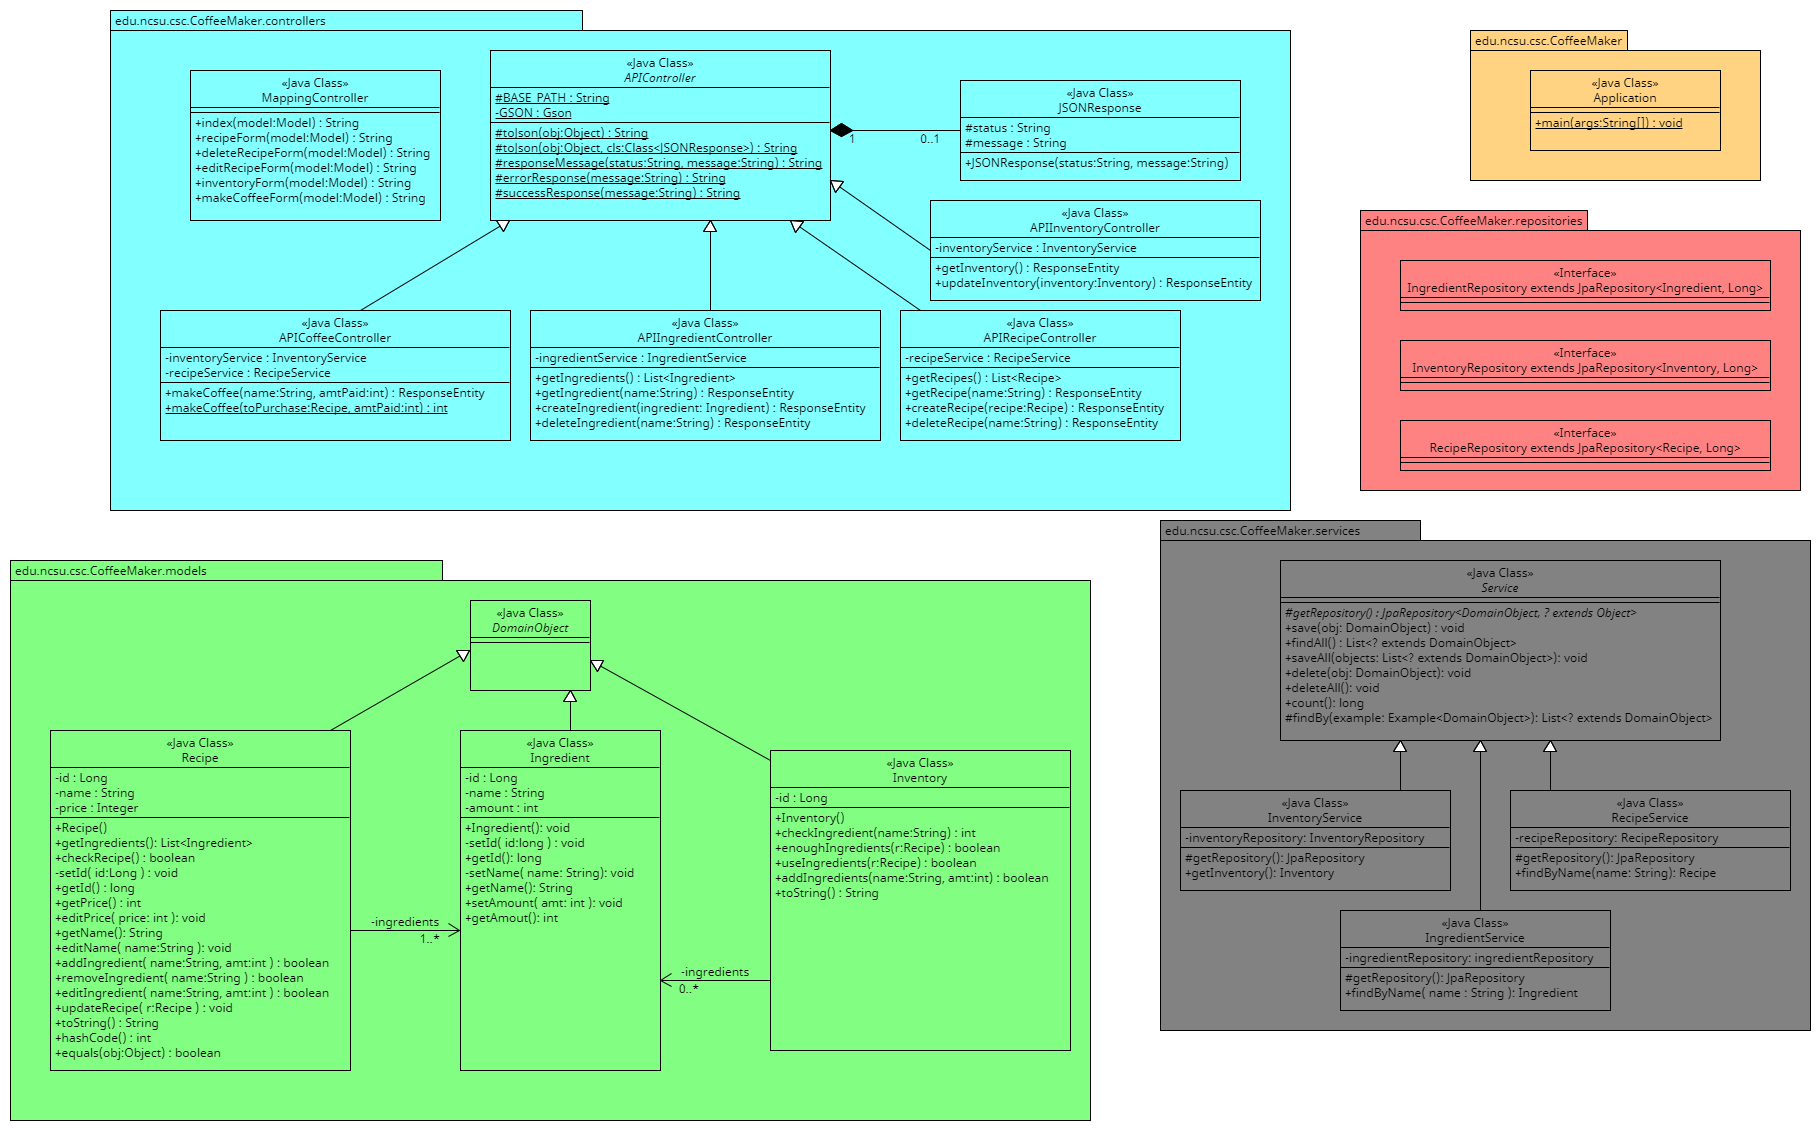 edu.ncsu.csc.CoffeeMaker.controllers
«Java Class»
MappingController
+index(model:Model) : String
+recipeForm(model:Model) : String
+deleteRecipeForm(model:Model) : String
+editRecipeForm(model:Model) : String
+inventoryForm(model:Model) : String
+makeCoffeeForm(model:Model) : String
«Java Class»
APIController
#BASE_PATH : String
-GSON : Gson
#toJson(obj:Object) : String
#toJson(obj:Object, cls:Class<JSONResponse>) : String
#responseMessage(status:String, message:String) : String
#errorResponse(message:String) : String
#successResponse(message:String) : String
1
0..1
«Java Class»
JSONResponse
#status : String
#message : String
+JSONResponse(status:String, message:String)
«Java Class»
APIInventoryController
-inventoryService : InventoryService
+getInventory() : ResponseEntity
+updateInventory(inventory:Inventory) : ResponseEntity
«Java Class»
APICoffeeController
-inventoryService : InventoryService
-recipeService : RecipeService
+makeCoffee(name:String, amtPaid:int) : ResponseEntity
+makeCoffee(toPurchase:Recipe, amtPaid:int) : int
«Java Class»
APIIngredientController
-ingredientService : IngredientService
+getIngredients() : List<Ingredient>
+getIngredient(name:String) : ResponseEntity
+createIngredient(ingredient: Ingredient) : ResponseEntity
+deleteIngredient(name:String) : ResponseEntity
«Java Class»
APIRecipeController
-recipeService : RecipeService
+getRecipes() : List<Recipe>
+getRecipe(name:String) : ResponseEntity
+createRecipe(recipe:Recipe) : ResponseEntity
+deleteRecipe(name:String) : ResponseEntity
edu.ncsu.csc.CoffeeMaker
«Java Class»
Application
+main(args:String[]) : void
edu.ncsu.csc.CoffeeMaker.repositories
«Interface»
IngredientRepository extends JpaRepository<Ingredient, Long>
«Interface»
InventoryRepository extends JpaRepository<Inventory, Long>
«Interface»
RecipeRepository extends JpaRepository<Recipe, Long>
edu.ncsu.csc.CoffeeMaker.models
«Java Class»
DomainObject
«Java Class»
Recipe
-id : Long
-name : String
-price : Integer
+Recipe()
+getIngredients(): List<Ingredient>
+checkRecipe() : boolean
-setId( id:Long ) : void
+getId() : long
+getPrice() : int
+editPrice( price: int ): void
+getName(): String
+editName( name:String ): void
+addIngredient( name:String, amt:int ) : boolean
+removeIngredient( name:String ) : boolean
+editIngredient( name:String, amt:int ) : boolean
+updateRecipe( r:Recipe ) : void
+toString() : String
+hashCode() : int
+equals(obj:Object) : boolean
-ingredients
1..*
«Java Class»
Ingredient
-id : Long
-name : String
-amount : int
+Ingredient(): void
-setId( id:long ) : void
+getId(): long
-setName( name: String): void
+getName(): String
+setAmount( amt: int ): void
+getAmout(): int
-ingredients
0..*
«Java Class»
Inventory
-id : Long
+Inventory()
+checkIngredient(name:String) : int
+enoughIngredients(r:Recipe) : boolean
+useIngredients(r:Recipe) : boolean
+addIngredients(name:String, amt:int) : boolean
+toString() : String
edu.ncsu.csc.CoffeeMaker.services
«Java Class»
Service
#getRepository() : JpaRepository<DomainObject, ? extends Object>
+save(obj: DomainObject) : void
+findAll() : List<? extends DomainObject>
+saveAll(objects: List<? extends DomainObject>): void
+delete(obj: DomainObject): void
+deleteAll(): void
+count(): long
#findBy(example: Example<DomainObject>): List<? extends DomainObject>
«Java Class»
InventoryService
-inventoryRepository: InventoryRepository
#getRepository(): JpaRepository
+getInventory(): Inventory
«Java Class»
RecipeService
-recipeRepository: RecipeRepository
#getRepository(): JpaRepository
+findByName(name: String): Recipe
«Java Class»
IngredientService
-ingredientRepository: ingredientRepository
#getRepository(): JpaRepository
+findByName( name : String ): Ingredient